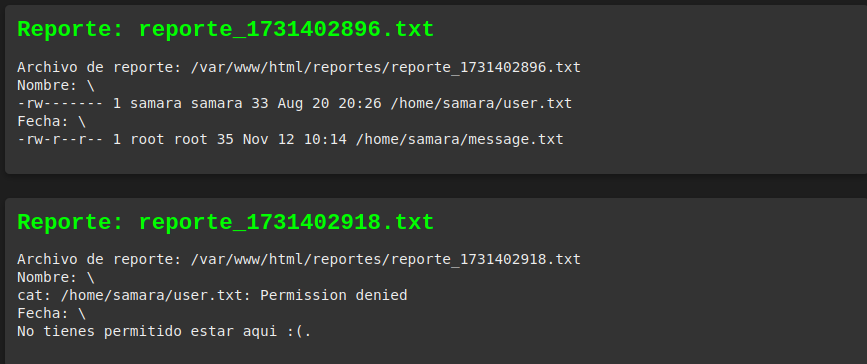 Reporte: reporte_1731402896.txt
Archivo de reporte: /var/www/html/reportes/reporte_1731402896.txt
Nombre: \
-rw------- 1 samara samara 33 Aug 20 20:26 /home/samara/user.txt
Fecha: \
-rw-r--r-- 1 root root 35 Nov 12 10:14 /home/samara/message.txt
Reporte: reporte_1731402918.txt
Archivo de reporte: /var/www/html/reportes/reporte_1731402918.txt
Nombre: \
cat: /home/samara/user.txt: Permission denied
Fecha: \
No tienes permitido estar aqui :(.